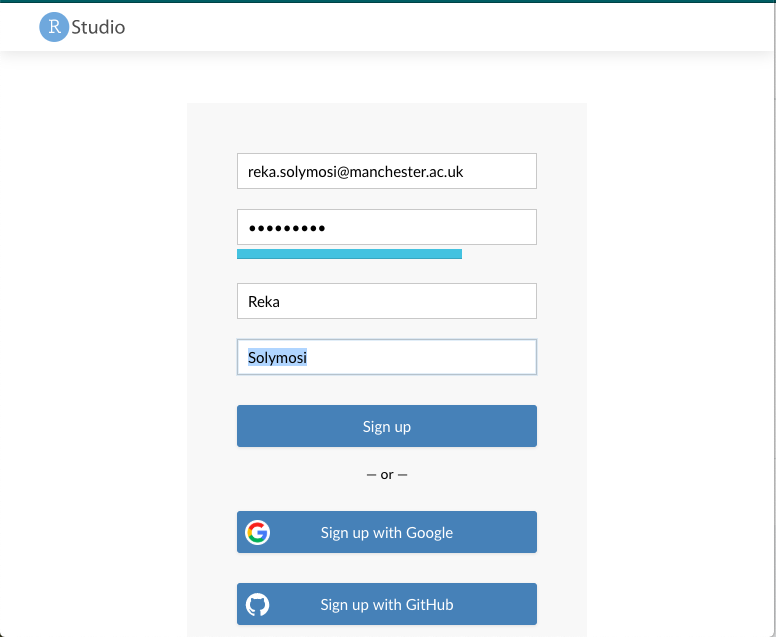 R Studio
reka.solymosi@manchester.ac.uk
•••••••••
Reka
Solymosi
Sign up
— or —
Sign up with Google
Sign up with GitHub